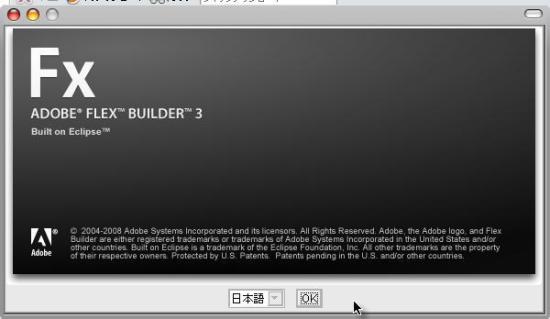 Fx
ADOBE® FLEX™ BUILDER™ 3
Built on Eclipse™
© 2004-2008 Adobe Systems Incorporated and its licensors. All Rights Reserved. Adobe, the Adobe logo, and Flex
Builder are either registered trademarks or trademarks of Adobe Systems Incorporated in the United States and/or
other countries. Built on Eclipse is a trademark of the Eclipse Foundation, Inc. All other trademarks are the property
of their respective owners. Protected by U.S. Patents. Patents pending in the U.S. and/or other countries.
Adobe
日本語
OK